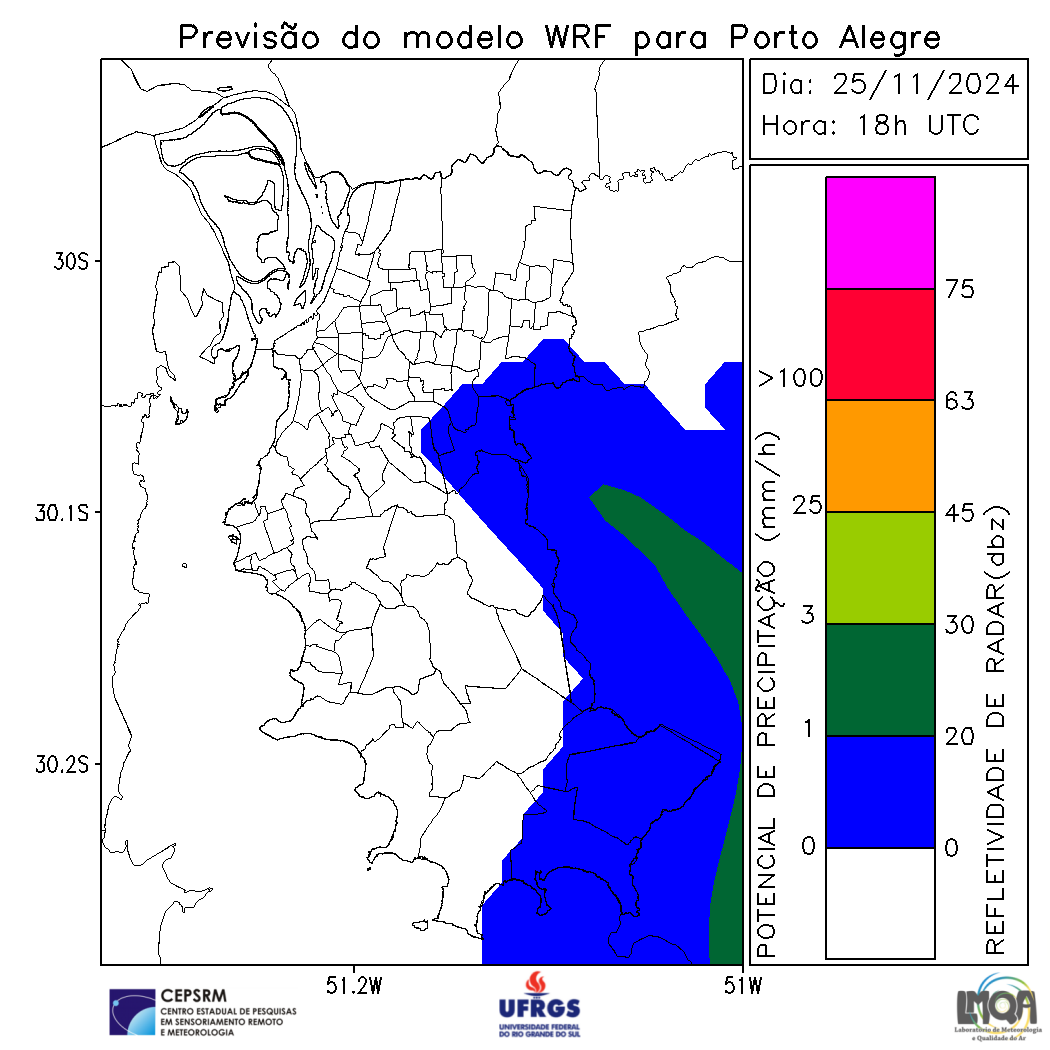 Previsão do modelo WRF para Porto Alegre
Dia: 25/11/2024
Hora: 18h UTC
30S
30.1S
30.2S
51.2W
51W
POTENCIAL DE PRECIPITAÇÃO (mm/h)
>100
25
3
1
0
75
63
45
30
20
0
REFLETIVIDADE DE RADAR(dbz)
CEPSRM
CENTRO ESTADUAL DE PESQUISAS
EM SENSORIAMENTO REMOTO
E METEOROLOGIA
UFRGS
UNIVERSIDADE FEDERAL
DO RIO GRANDE DO SUL
LMQA
Laboratório de Meteorologia
e Qualidade do Ar